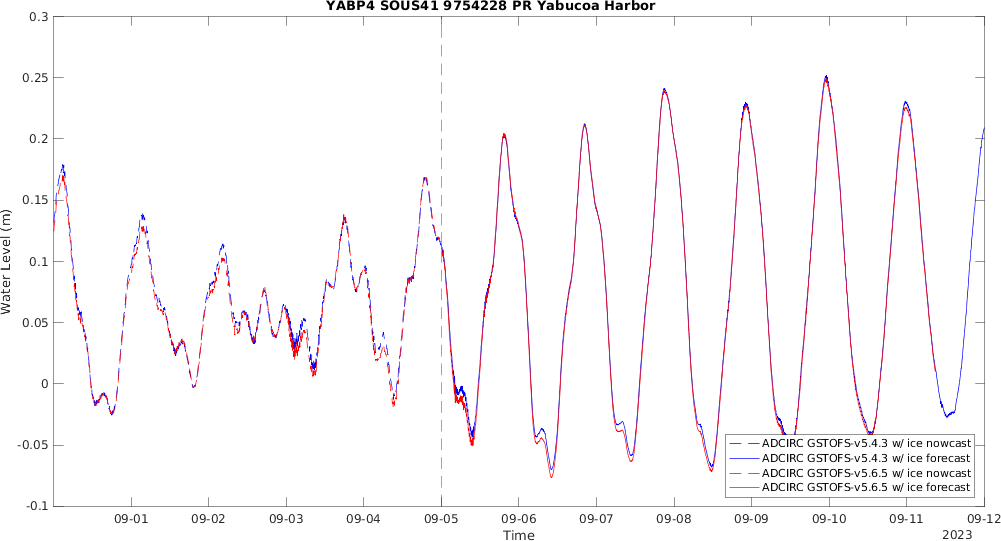 YABP4 SOUS41 9754228 PR Yabucoa Harbor
0.3
0.25
0.2
0.15
0.1
0.05
0
-0.05
-0.1
Water Level (m)
ADCIRC GSTOFS-v5.4.3 w/ ice nowcast
ADCIRC GSTOFS-v5.4.3 w/ ice forecast
ADCIRC GSTOFS-v5.6.5 w/ ice nowcast
ADCIRC GSTOFS-v5.6.5 w/ ice forecast
09-01 09-02 09-03 09-04 09-05 09-06 09-07 09-08 09-09 09-10 09-11 09-12
Time
2023